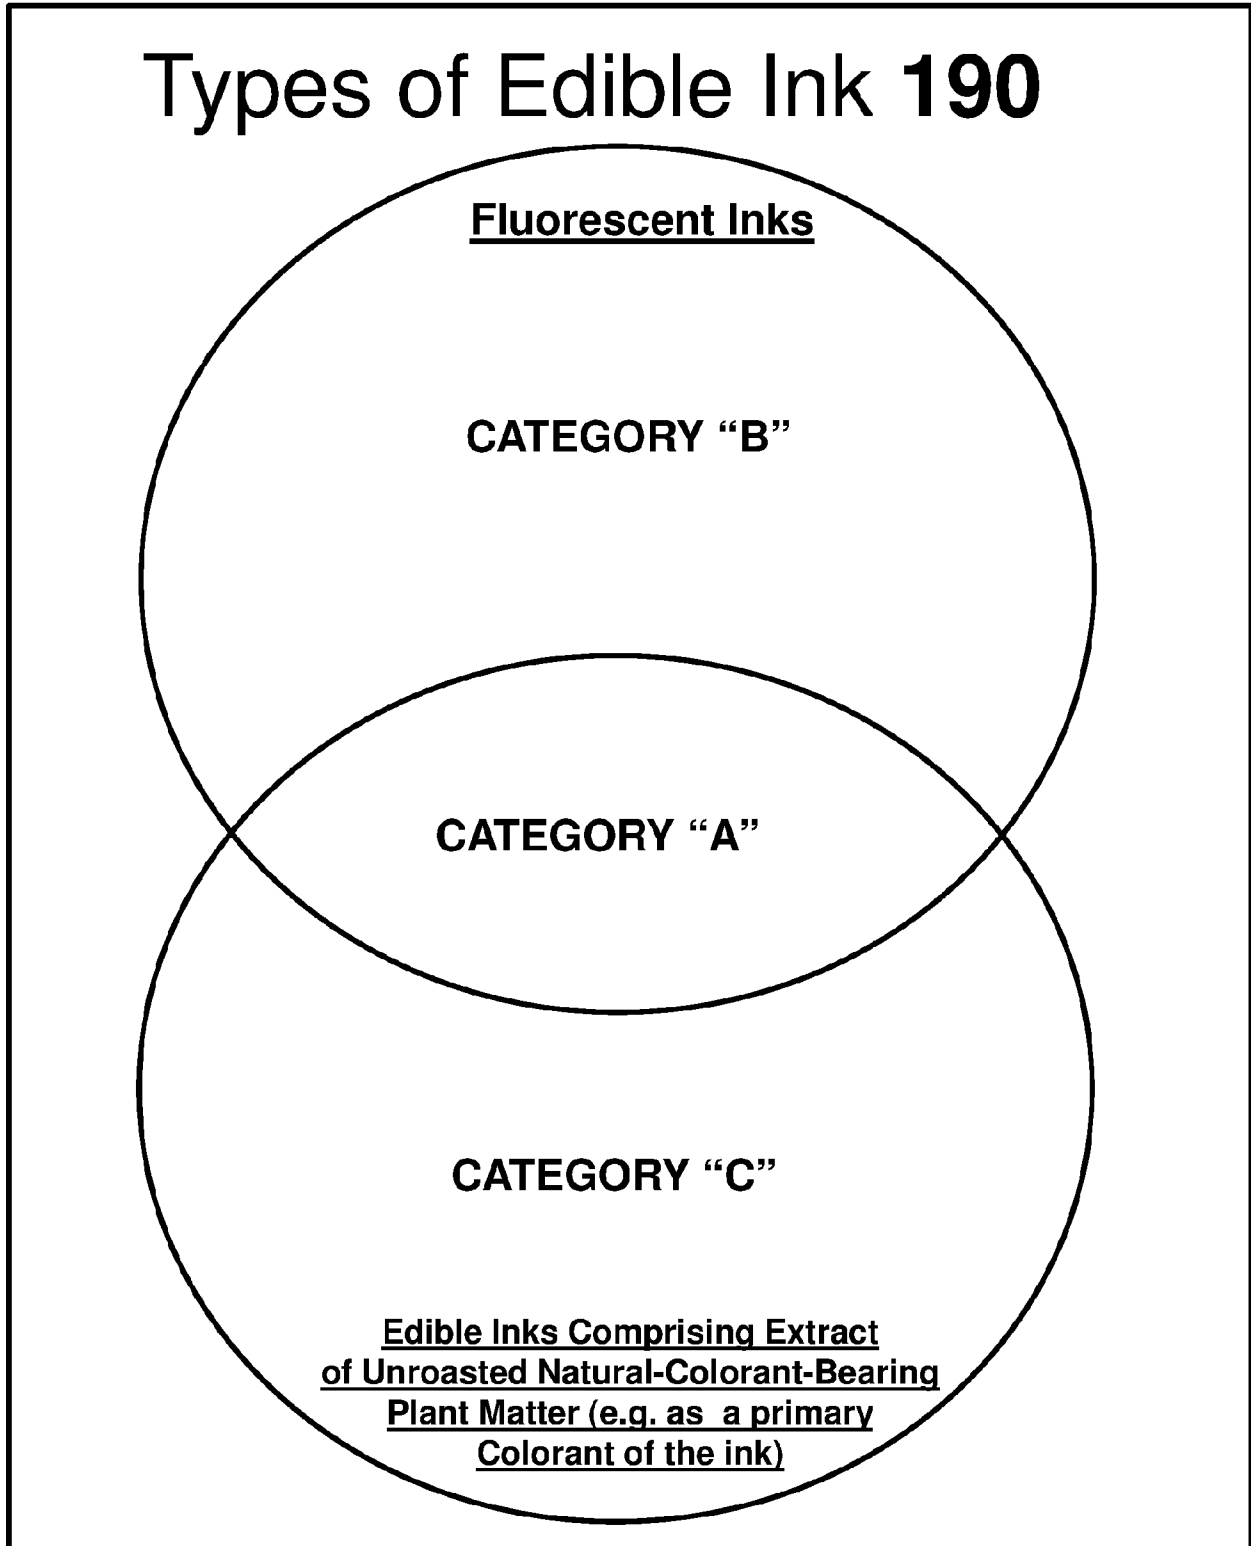 Types of Edible Ink 190
Fluorescent Inks
CATEGORY “B”
CATEGORY “A”
CATEGORY “C”
Edible Inks Comprising Extract
of Unroasted Natural-Colorant-Bearing
Plant Matter (e.g. as a primary
Colorant of the ink)